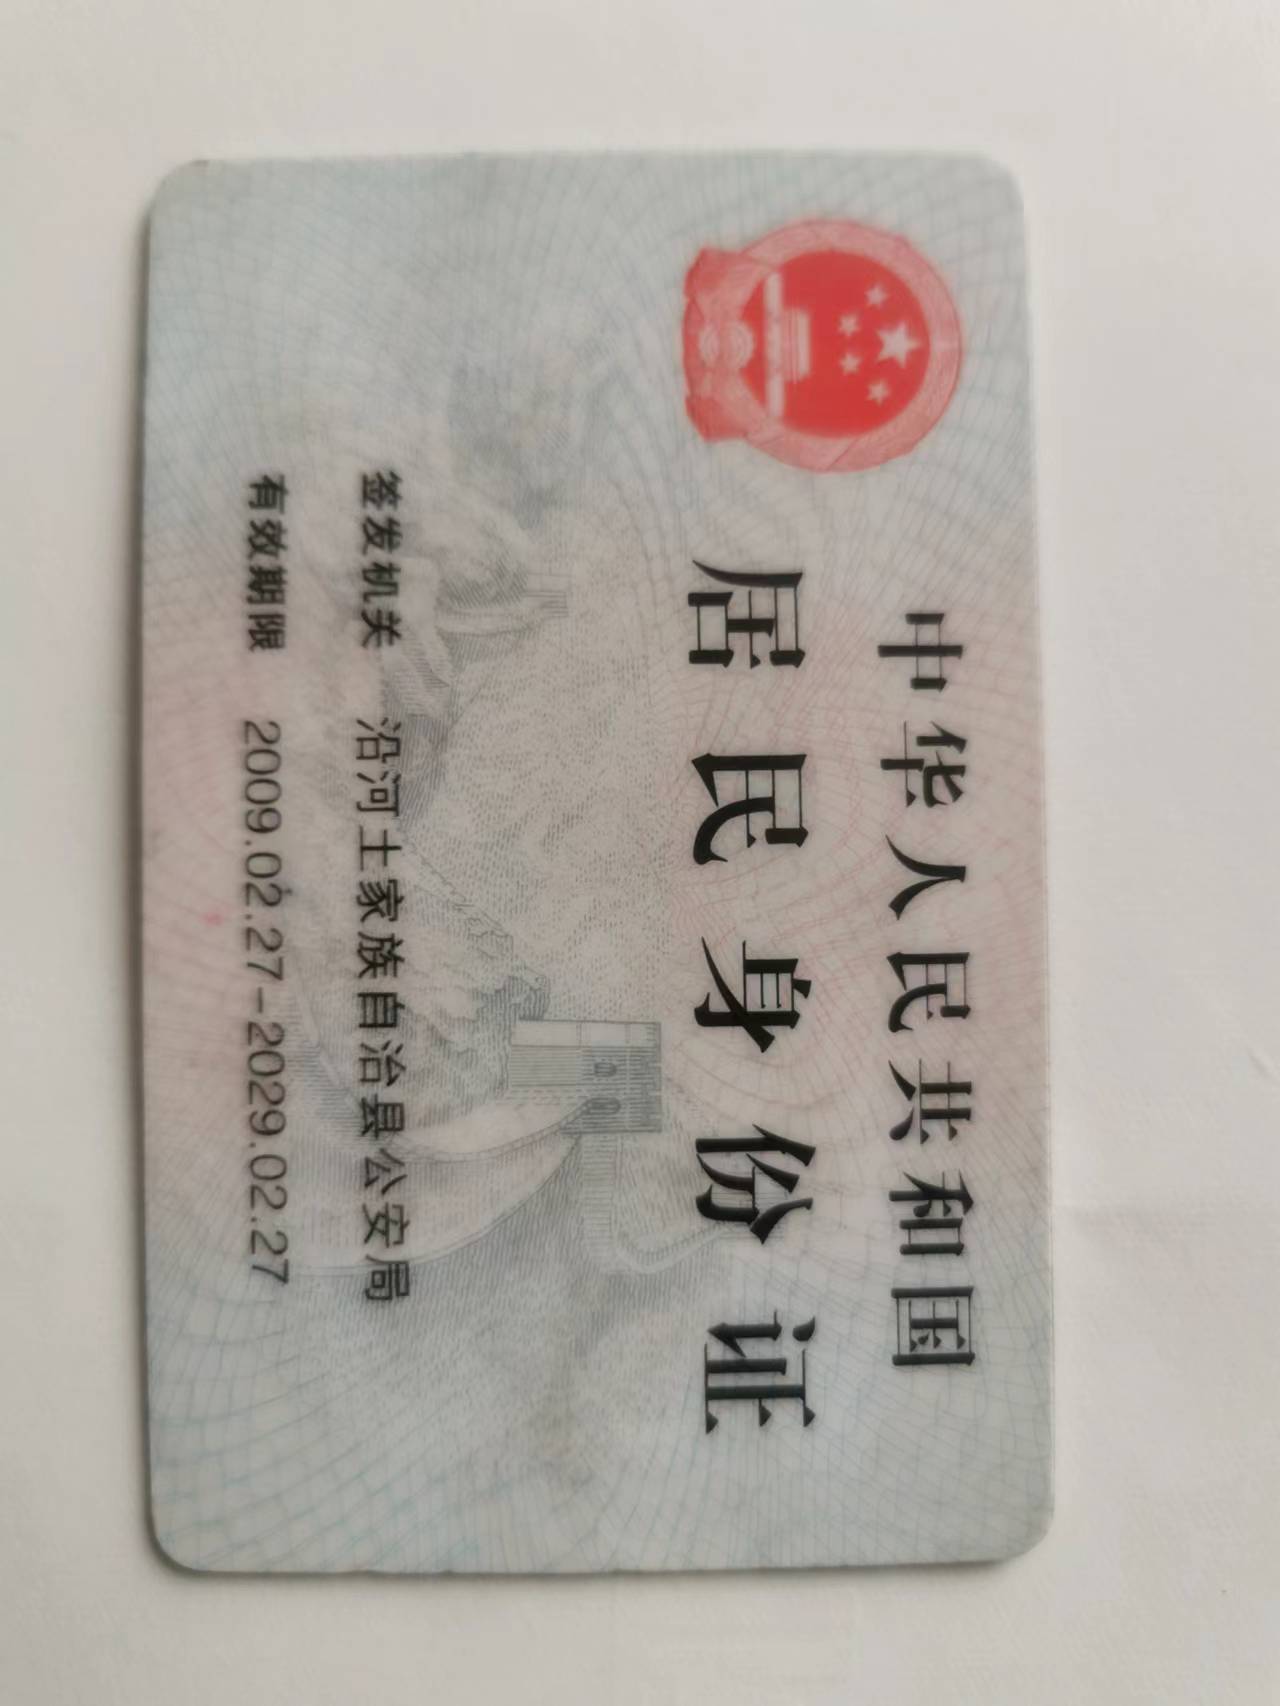 中华人民共和国
居民身份证
签发机关 沿河土家族自治县公安局
有效期限 2009.02.27-2029.02.27